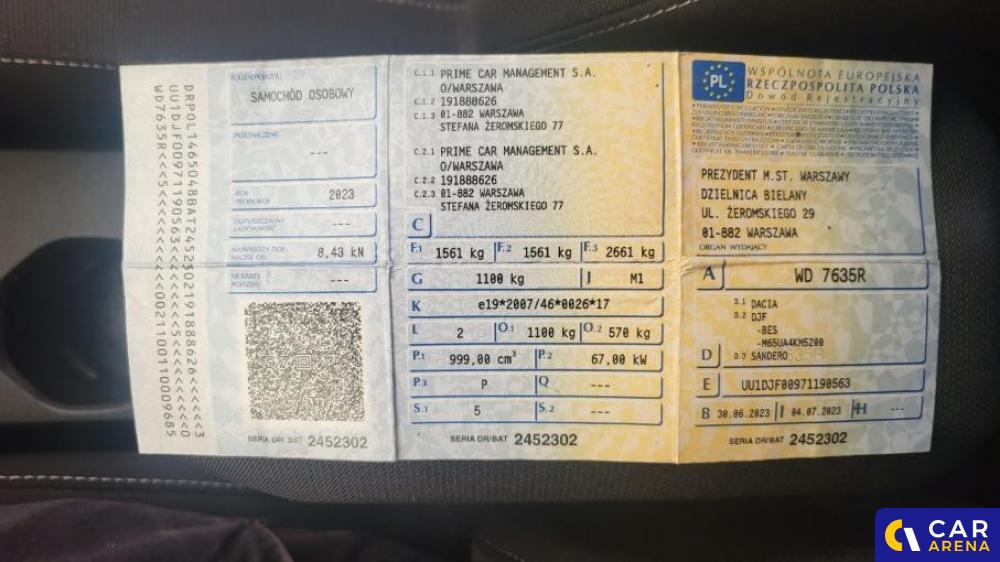 DRPOL1465048BAT2452302191888626<<<<<3
UU1DJF00971190563<<<<<<
WD7635R<<5<<<<
RODZAJ POJAZDU
SAMOCHÓD OSOBOWY
PRZEZNACZENIE
---
ROK PRODUKCJI
2023
DOPUSZCZALNA ŁADOWNOŚĆ
---
NAJWIĘKSZY DOP. NACISK OSI
8,43 kN
NR KARTY POJAZDU
---
SERIA DR/ BAT 2452302
C.1.1 PRIME CAR MANAGEMENT S.A.
O/WARSZAWA
C.1.2 191888626
C.1.3 01-882 WARSZAWA
STEFANA ŻEROMSKIEGO 77
C.2.1 PRIME CAR MANAGEMENT S.A.
O/WARSZAWA
C.2.2 191888626
C.2.3 01-882 WARSZAWA
STEFANA ŻEROMSKIEGO 77
C
F.1 1561 kg F.2 1561 kg F.3 2661 kg
G 1100 kg J M1
K e19*2007/46*0026*17
L 2 O.1 1100 kg O.2 570 kg
P.1 999,00 cm³ P.2 67,00 kW
P.3 P Q ---
S.1 5 S.2 ---
SERIA DR/BAT 2452302
PL
WSPÓLNOTA EUROPEJSKA
RZECZPOSPOLITA POLSKA
Dowód Rejestracyjny
PREZYDENT M.ST. WARSZAWY
DZIELNICA BIELANY
UL. ŻEROMSKIEGO 29
01-882 WARSZAWA
ORGAN WYDAJĄCY
A WD 7635R
D.1 DACIA
D.2 DJF
-BES
-M65UA4KM5200
D D.3 SANDERO
E UU1DJF00971190563
B 30.06.2023 I 04.07.2023 H ---
SERIA DR/BAT 2452302
CAR
ARENA